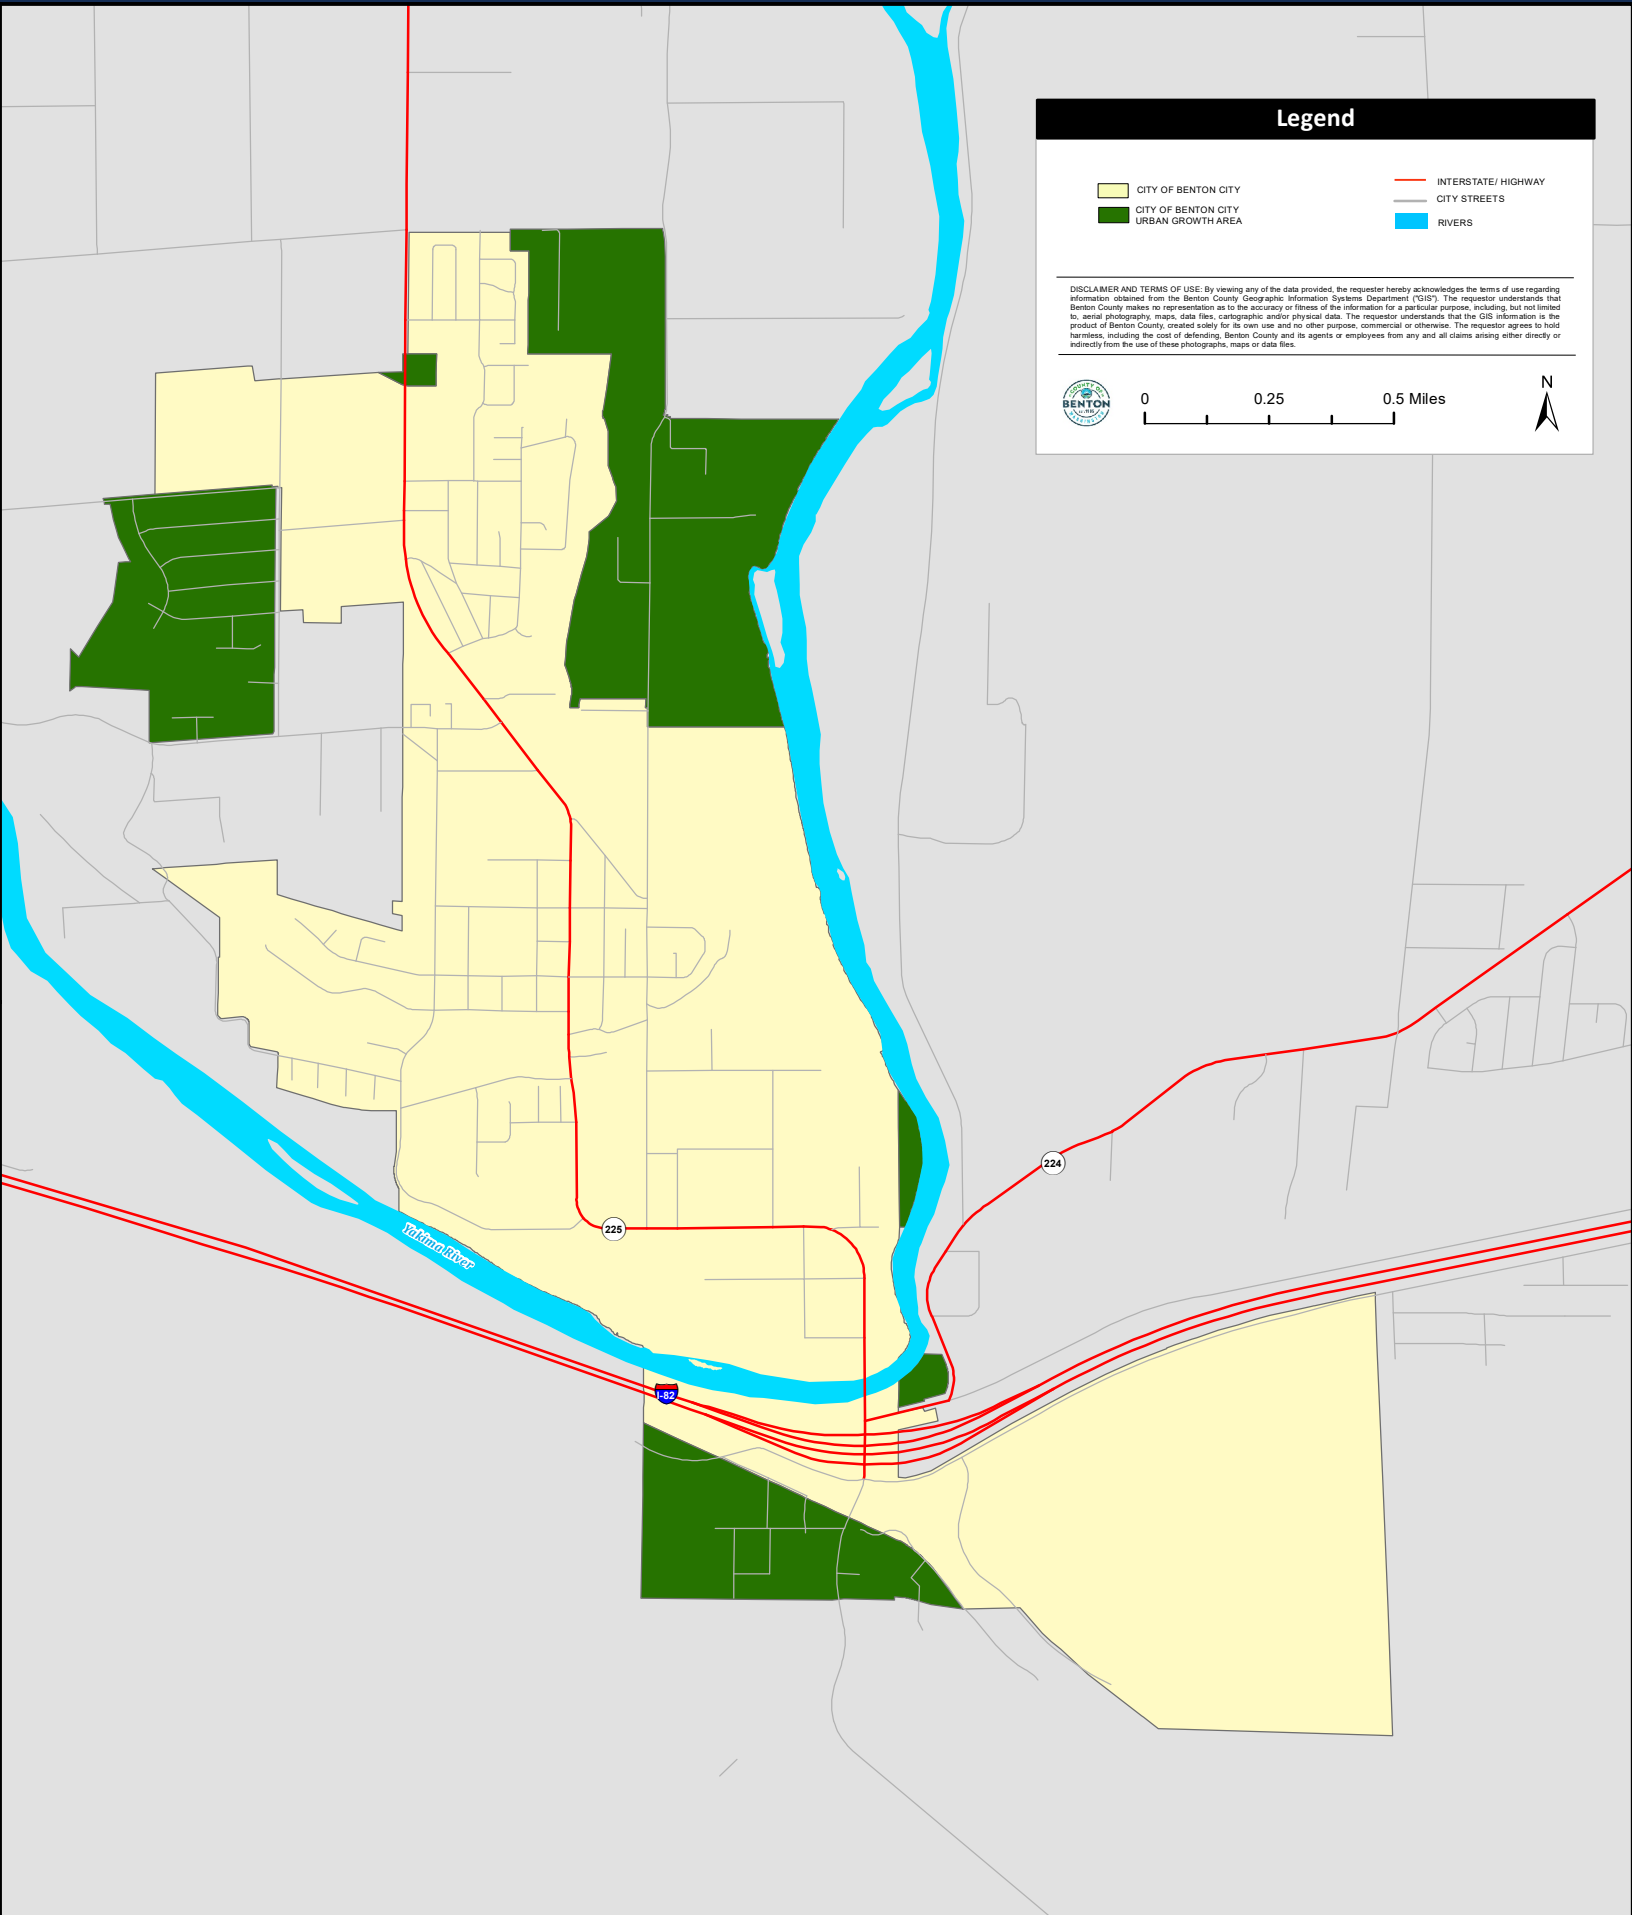 Legend
CITY OF BENTON CITY
CITY OF BENTON CITY
URBAN GROWTH AREA
INTERSTATE/ HIGHWAY
CITY STREETS
RIVERS
DISCLAIMER AND TERMS OF USE: By viewing any of the data provided, the requester hereby acknowledges the terms of use regarding
information obtained from the Benton County Geographic Information Systems Department ("GIS"). The requestor understands that
Benton County makes no representation as to the accuracy or fitness of the information for a particular purpose, including, but not limited
to, aerial photography, maps, data files, cartographic and/or physical data. The requestor understands that the GIS information is the
product of Benton County, created solely for its own use and no other purpose, commercial or otherwise. The requestor agrees to hold
harmless, including the cost of defending, Benton County and its agents or employees from any and all claims arising either directly or
indirectly from the use of these photographs, maps or data files.
COUNTY OF
BENTON
WASHINGTON
0 0.25 0.5 Miles
N
224
225
Yakima River
I-82